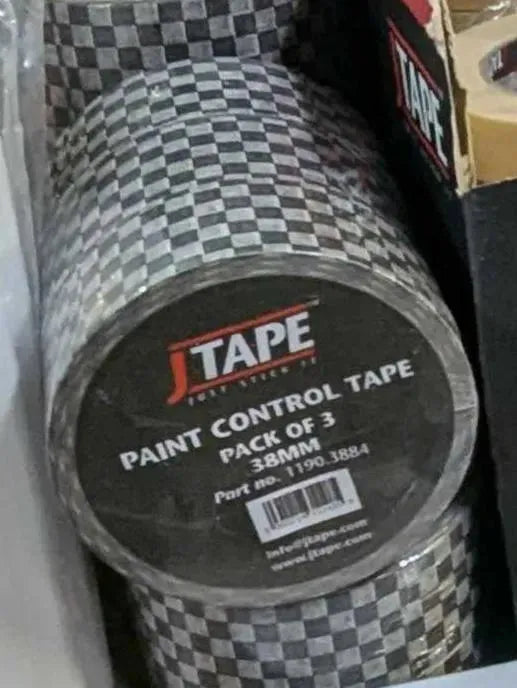 JTAPE
JTAPE
JUST STICK IT
PAINT CONTROL TAPE
PACK OF 3
38MM
Part no. 1190.3884
info@jtape.com
www.jtape.com